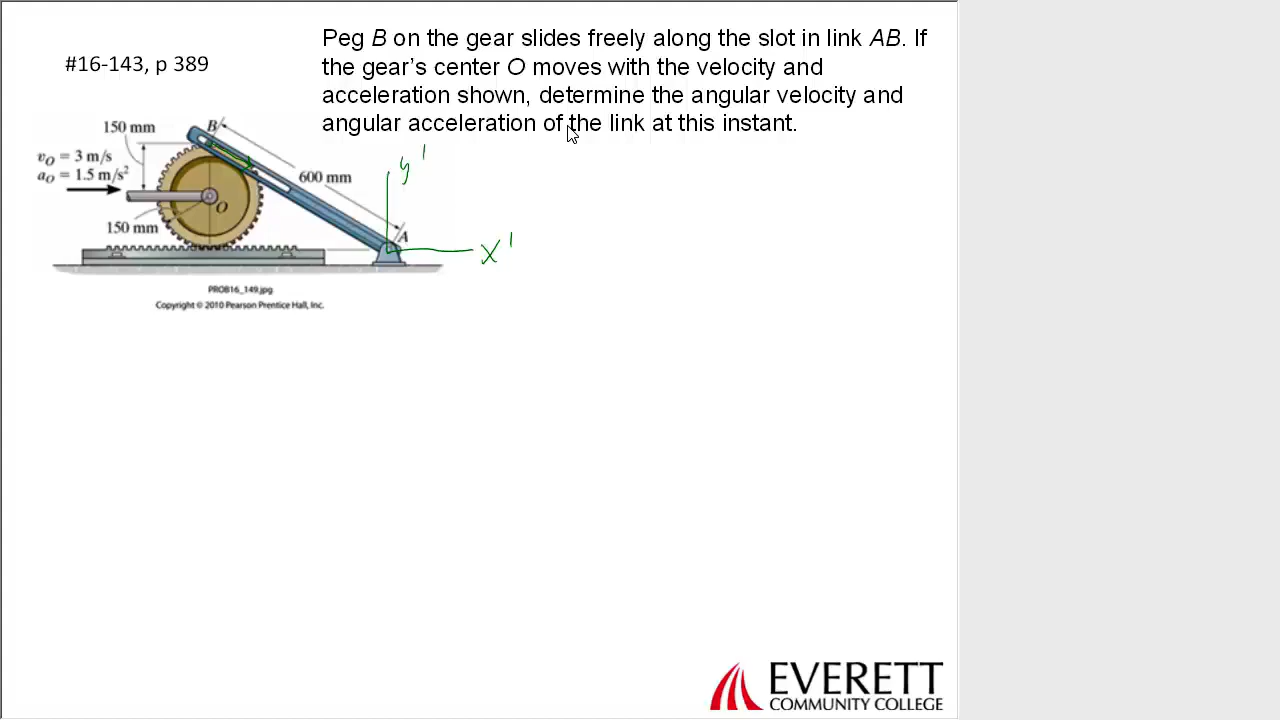 #16-143, p 389
Peg B on the gear slides freely along the slot in link AB. If
the gear's center O moves with the velocity and
acceleration shown, determine the angular velocity and
angular acceleration of the link at this instant.
150 mm
B
vO = 3 m/s
aO = 1.5 m/s²
600 mm
y'
O
150 mm
A
x'
PROB16_149.jpg
Copyright © 2010 Pearson Prentice Hall, Inc.
EVERETT
COMMUNITY COLLEGE